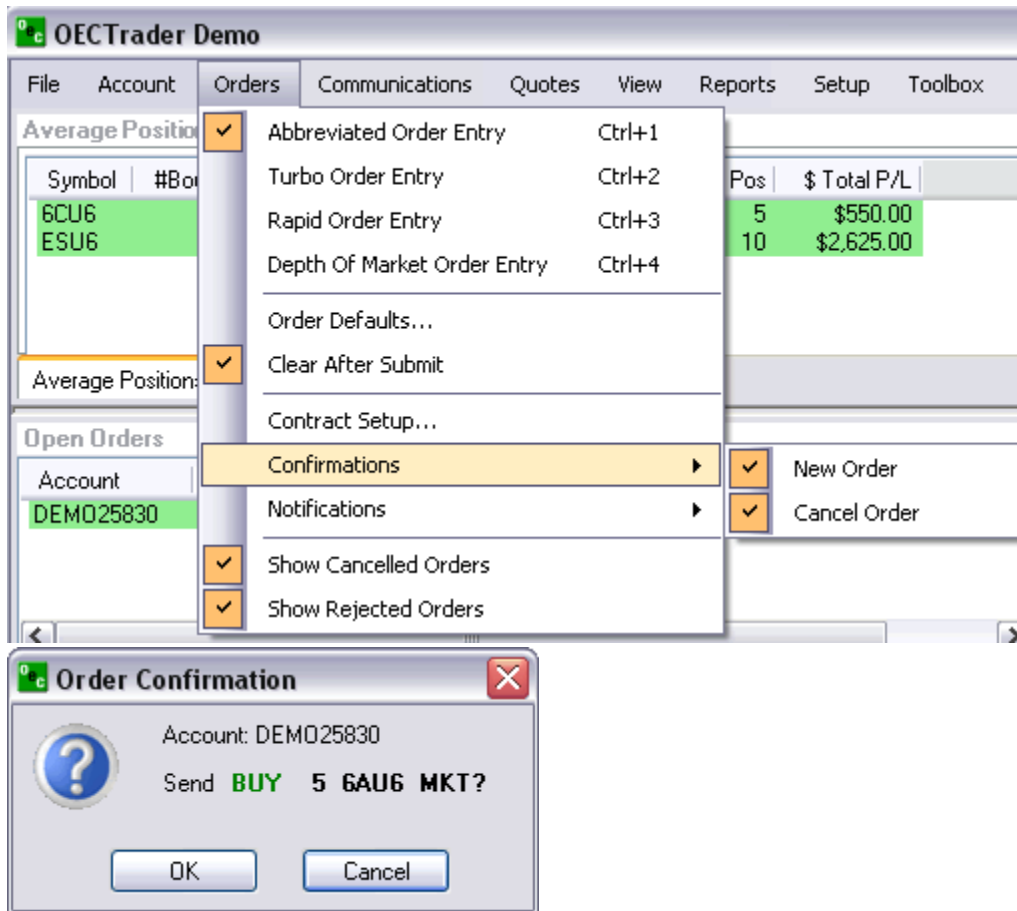 OECTrader Demo
File Account Orders Communications Quotes View Reports Setup Toolbox
Average
Abbreviated Order Entry Ctrl+1
Symbol Pos $ Total P/L
Turbo Order Entry Ctrl+2
6CU6 5 $550.00
Rapid Order Entry Ctrl+3
ESU6 10 $2,625.00
Depth Of Market Order Entry Ctrl+4
Order Defaults...
Clear After Submit
Average
Contract Setup...
Open Orders
Confirmations
New Order
Account
Notifications
Cancel Order
DEMO25830
Show Cancelled Orders
Show Rejected Orders
Order Confirmation
Account: DEMO25830
Send BUY 5 6AU6 MKT?
OK Cancel